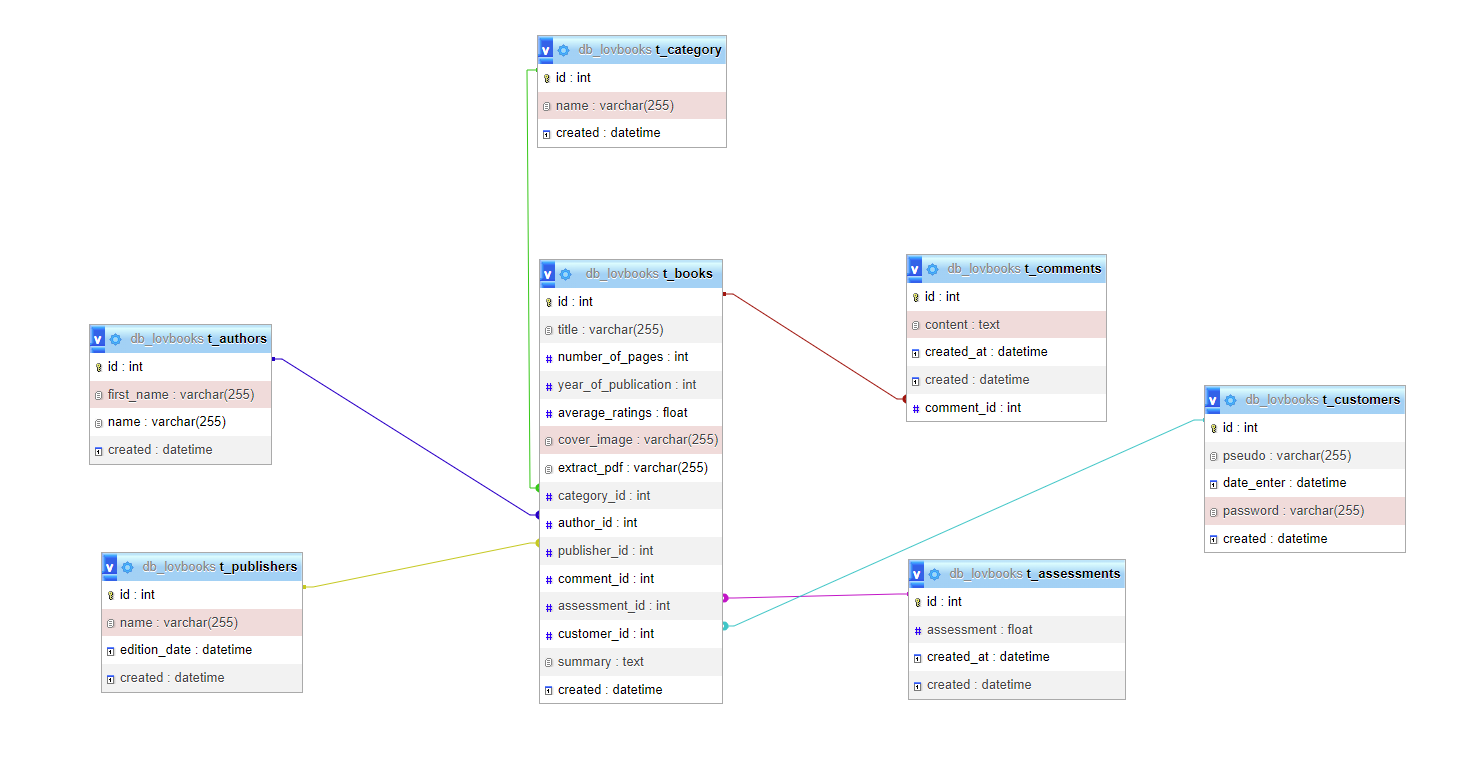 v db_lovbooks t_category
id : int
name : varchar(255)
created : datetime
v db_lovbooks t_books
id : int
title : varchar(255)
# number_of_pages : int
# year_of_publication : int
# average_ratings : float
cover_image : varchar(255)
extract_pdf : varchar(255)
# category_id : int
# author_id : int
# publisher_id : int
# comment_id : int
# assessment_id : int
# customer_id : int
summary : text
created : datetime
v db_lovbooks t_comments
id : int
content : text
created_at : datetime
created : datetime
# comment_id : int
v db_lovbooks t_authors
id : int
first_name : varchar(255)
name : varchar(255)
created : datetime
v db_lovbooks t_customers
id : int
pseudo : varchar(255)
date_enter : datetime
password : varchar(255)
created : datetime
v db_lovbooks t_publishers
id : int
name : varchar(255)
edition_date : datetime
created : datetime
v db_lovbooks t_assessments
id : int
# assessment : float
created_at : datetime
created : datetime